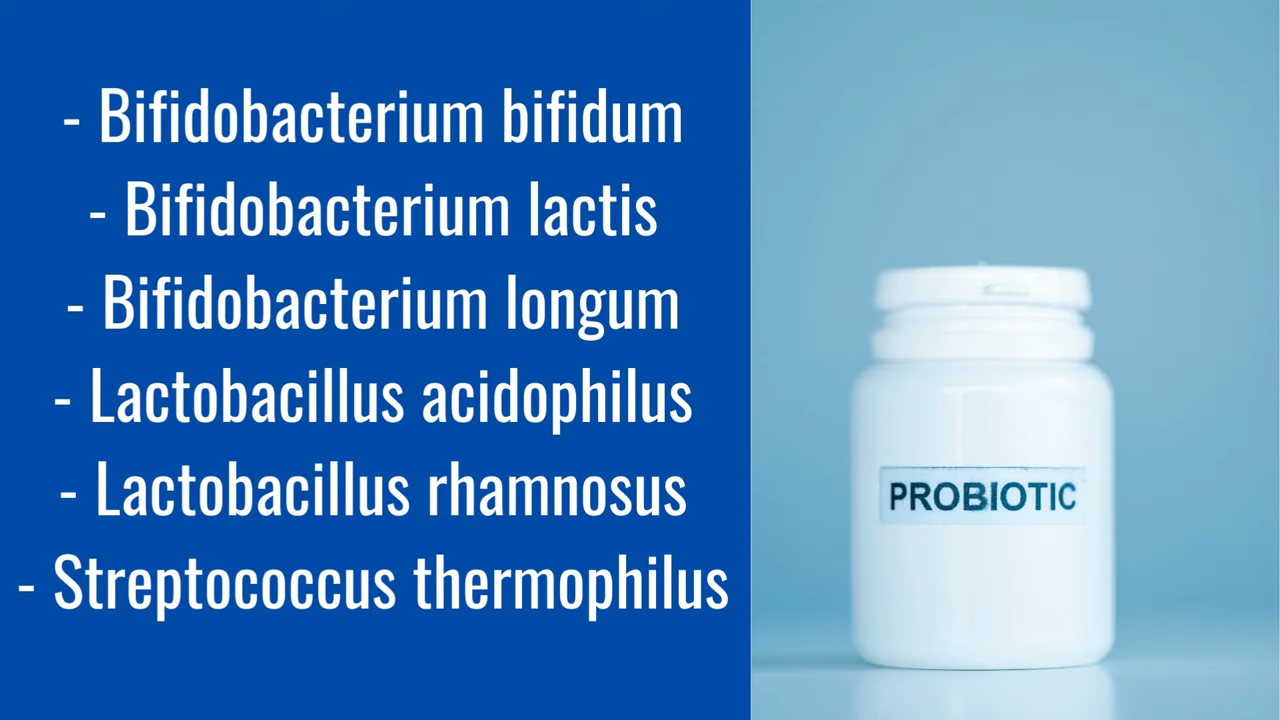 - Bifidobacterium bifidum
- Bifidobacterium lactis
- Bifidobacterium longum
- Lactobacillus acidophilus
- Lactobacillus rhamnosus
- Streptococcus thermophilus
PROBIOTIC